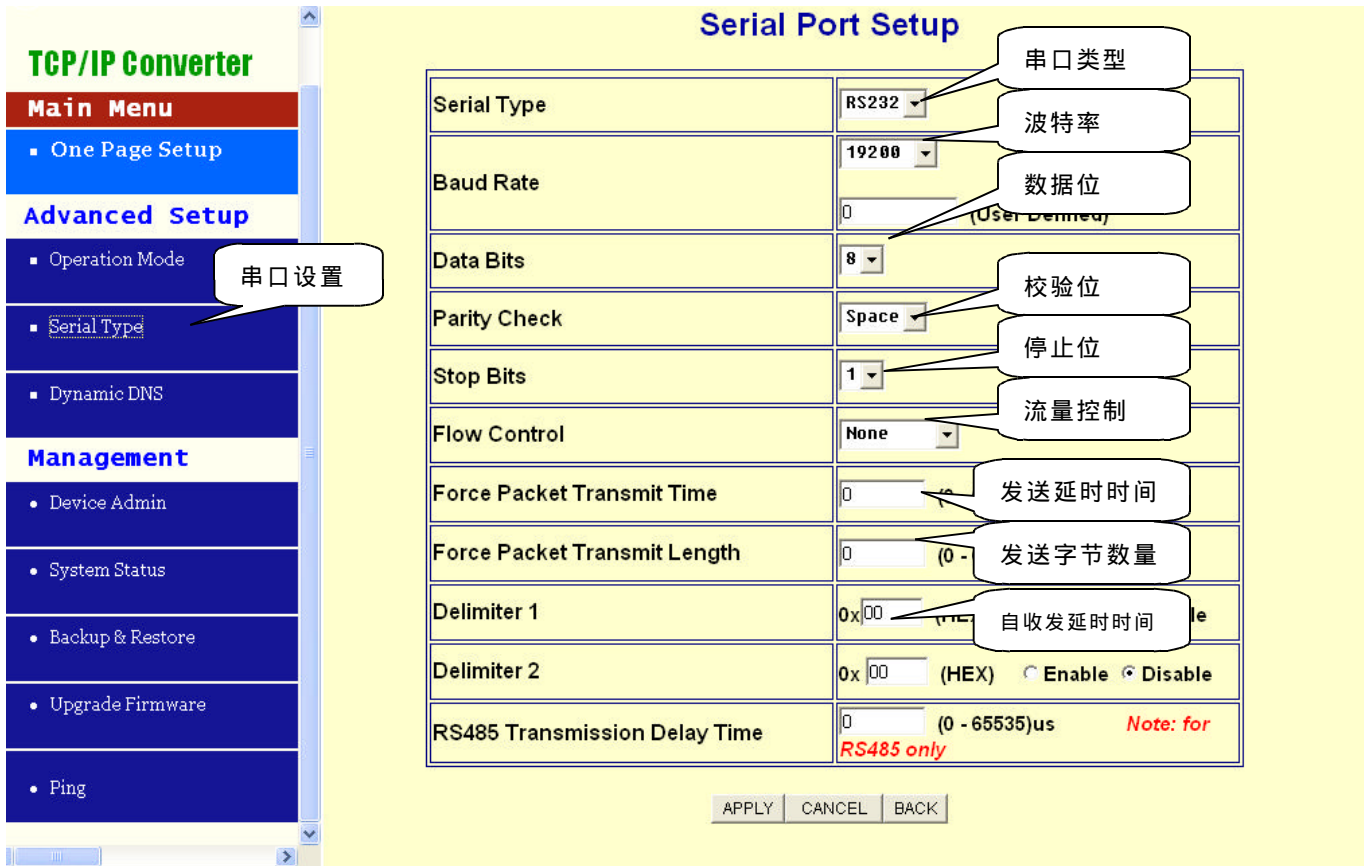 TCP/IP Converter
Main Menu
One Page Setup
Advanced Setup
Operation Mode
串口设置
Serial Type
Dynamic DNS
Management
Device Admin
System Status
Backup & Restore
Upgrade Firmware
Ping
Serial Port Setup
Serial Type
RS232
串口类型
Baud Rate
19200
波特率
0 (User Defined)
数据位
Data Bits
8
Parity Check
Space
校验位
Stop Bits
1
停止位
Flow Control
None
流量控制
Force Packet Transmit Time
0 (0
发送延时时间
Force Packet Transmit Length
0 (0 -
发送字节数量
Delimiter 1
0x 00 (HEX
自收发延时时间
le
Delimiter 2
0x 00 (HEX) Enable Disable
RS485 Transmission Delay Time
0 (0 - 65535)us Note: for
RS485 only
APPLY CANCEL BACK